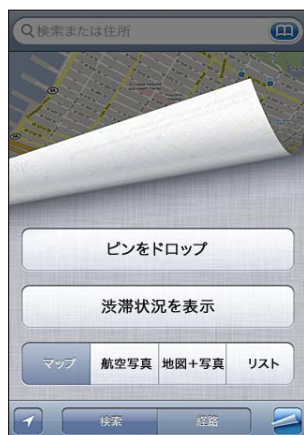 検索または住所
ピンをドロップ
渋滞状況を表示
マップ 航空写真 地図+写真 リスト
検索 経路